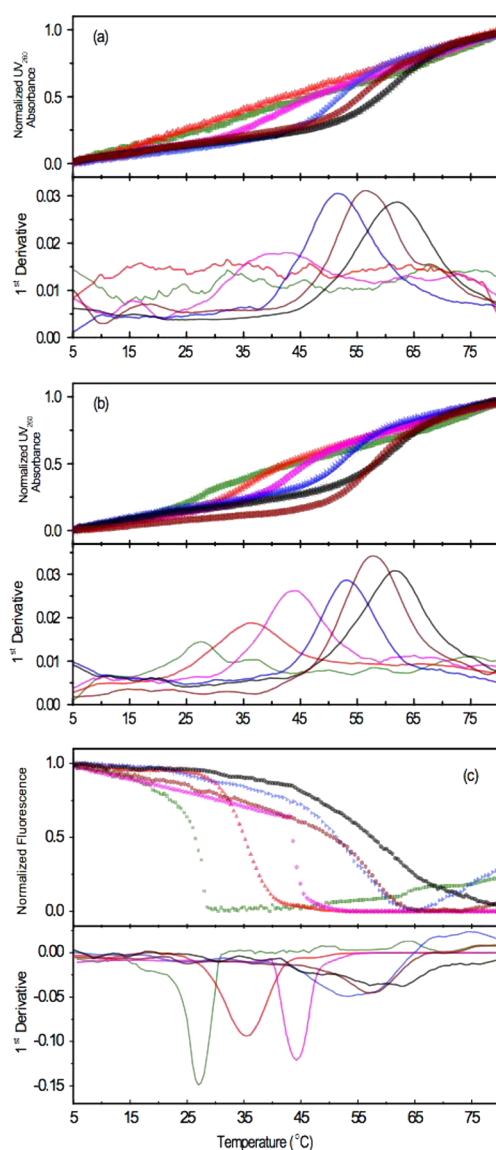 (a)
Normalized UV260
Absorbance
1.0
0.5
0.0
1st Derivative
0.03
0.02
0.01
0.00
5 15 25 35 45 55 65 75
(b)
Normalized UV260
Absorbance
1.0
0.5
0.0
1st Derivative
0.03
0.02
0.01
0.00
5 15 25 35 45 55 65 75
(c)
Normalized Fluorescence
1.0
0.5
0.0
1st Derivative
0.00
-0.05
-0.10
-0.15
5 15 25 35 45 55 65 75
Temperature (°C)